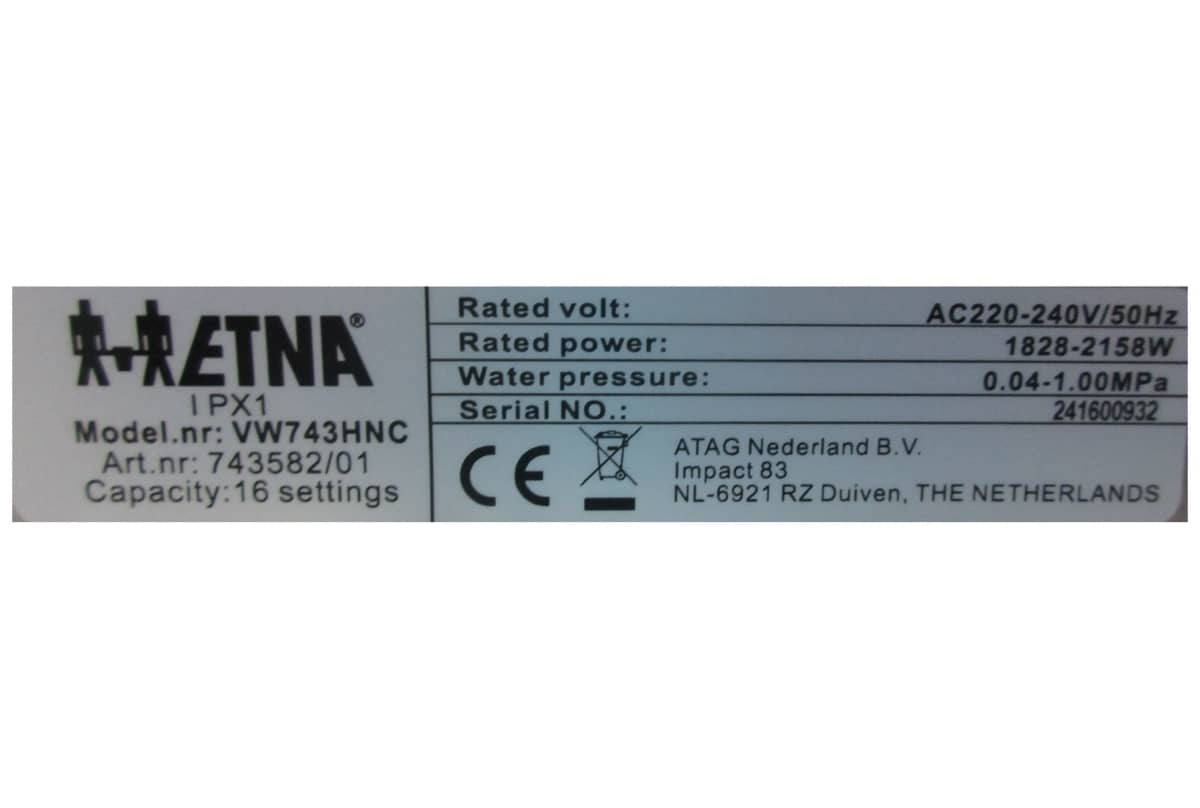 ETNA®
IPX1
Model.nr: VW743HNC
Art.nr: 743582/01
Capacity:16 settings
Rated volt: AC220-240V/50Hz
Rated power: 1828-2158W
Water pressure: 0.04-1.00MPa
Serial NO.: 241600932
CE
ATAG Nederland B.V.
Impact 83
NL-6921 RZ Duiven, THE NETHERLANDS